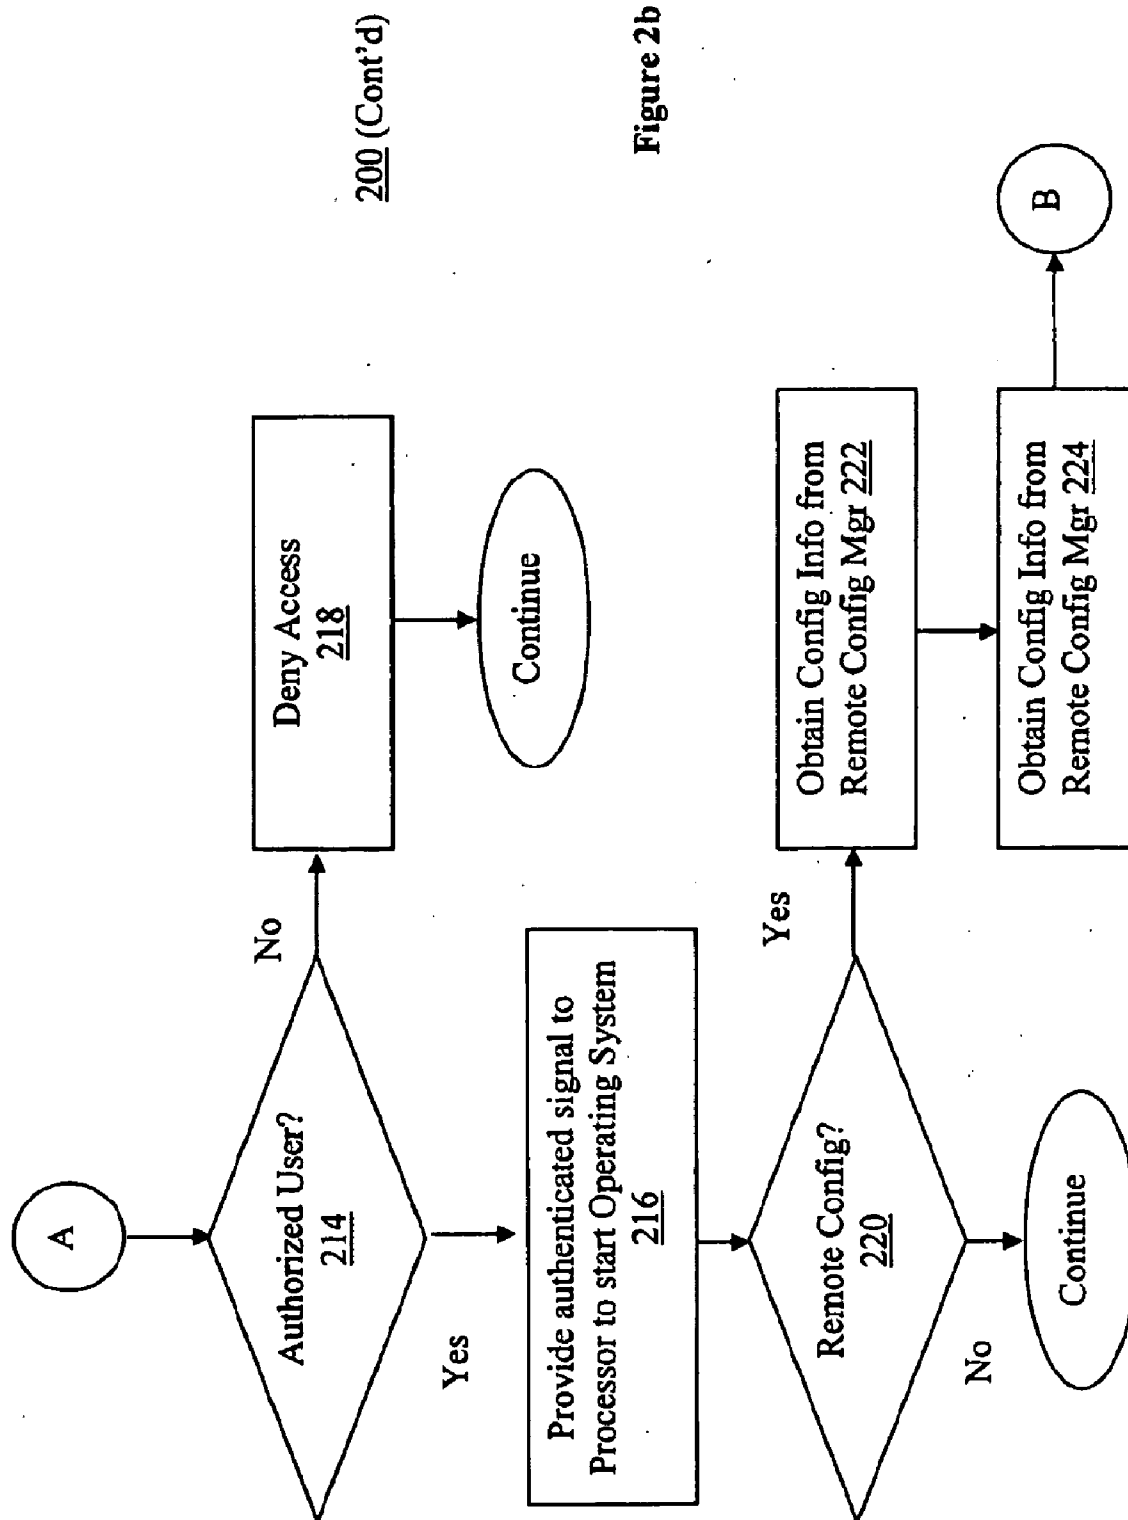 A
Authorized User?
214
No
Deny Access
218
Continue
Yes
Provide authenticated signal to
Processor to start Operating System
216
Remote Config?
220
Yes
Obtain Config Info from
Remote Config Mgr 222
Obtain Config Info from
Remote Config Mgr 224
B
No
Continue
200 (Cont'd)
Figure 2b